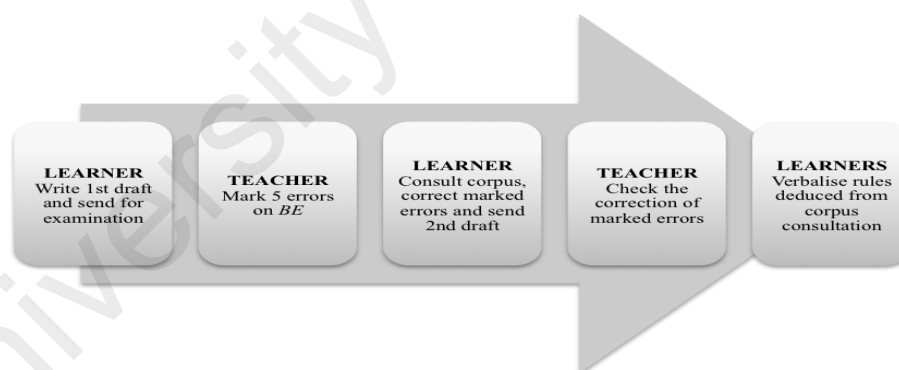 LEARNER
Write 1st draft
and send for
examination
TEACHER
Mark 5 errors
on BE
LEARNER
Consult corpus,
correct marked
errors and send
2nd draft
TEACHER
Check the
correction of
marked errors
LEARNERS
Verbalise rules
deduced from
corpus
consultation
niversity